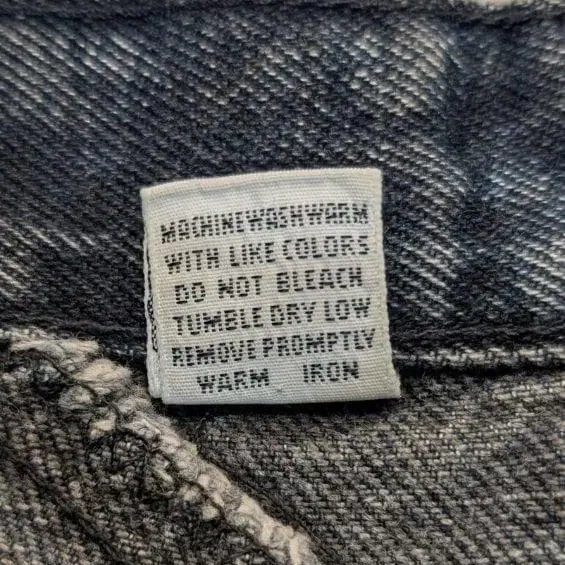 MACHINE WASH WARM
WITH LIKE COLORS
DO NOT BLEACH
TUMBLE DRY LOW
REMOVE PROMPTLY
WARM IRON